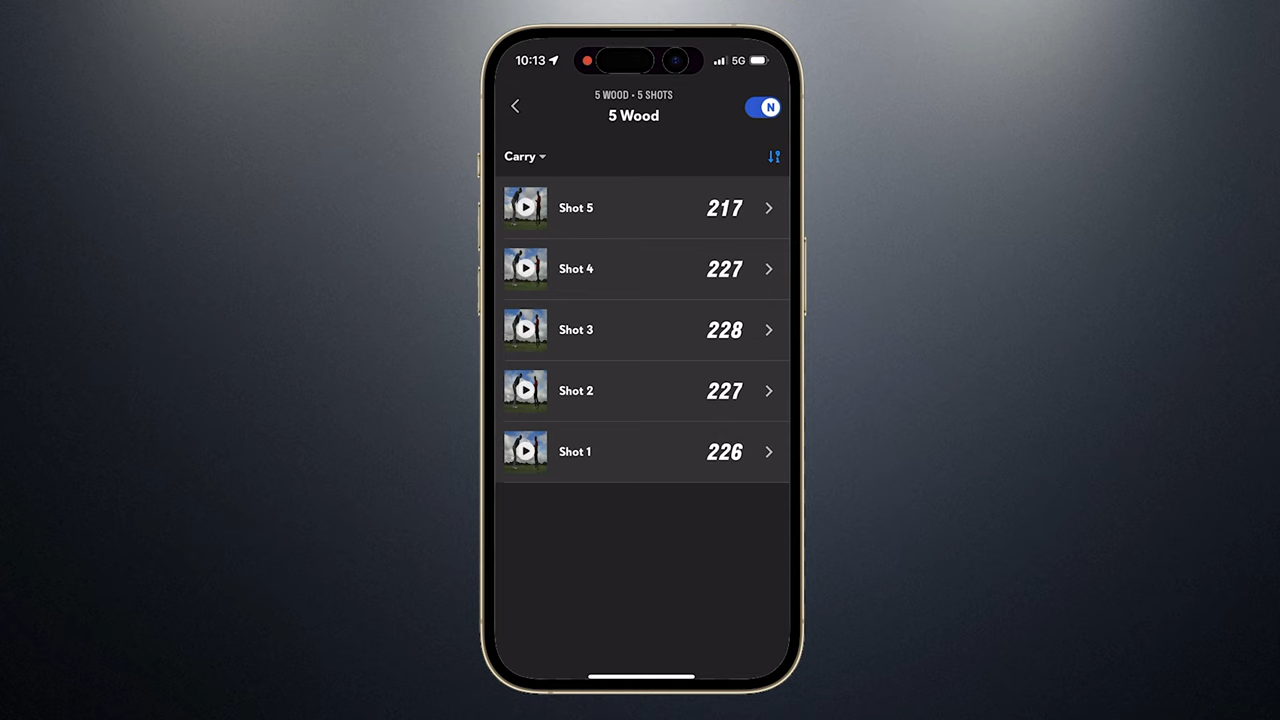 10:13
5G
5 WOOD • 5 SHOTS
5 Wood
N
Carry
Shot 5 217
Shot 4 227
Shot 3 228
Shot 2 227
Shot 1 226